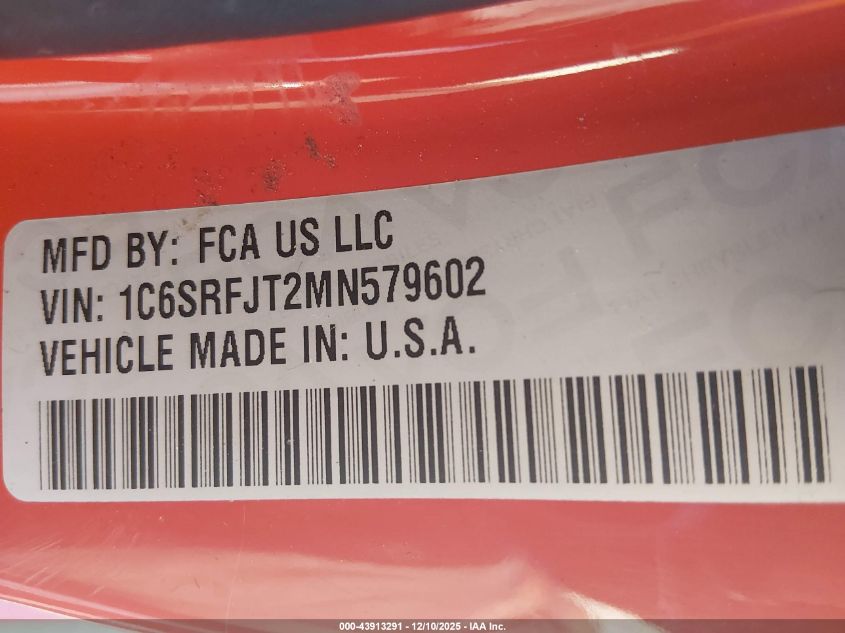 MFD BY: FCA US LLC
VIN: 1C6SRFJT2MN579602
VEHICLE MADE IN: U.S.A.
000-43913291 - 12/10/2025 - IAA Inc.